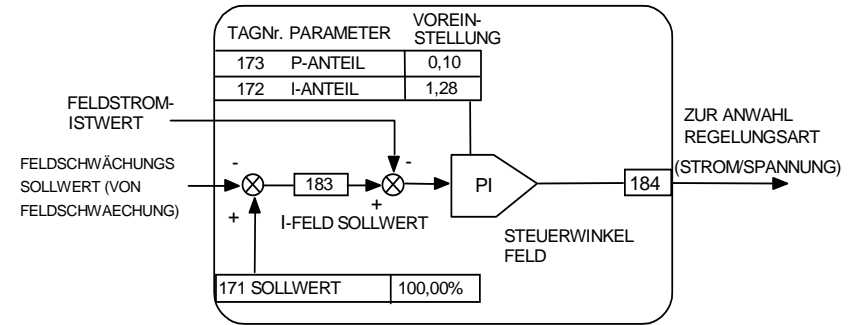 TAGNr. PARAMETER VOREIN-
STELLUNG
173 P-ANTEIL 0,10
172 I-ANTEIL 1,28
FELDSTROM-
ISTWERT
ZUR ANWAHL
REGELUNGSART
(STROM/SPANNUNG)
FELDSCHWÄCHUNGS
SOLLWERT (VON
FELDSCHWAECHUNG)
-
+
183
-
+
I-FELD SOLLWERT
PI
184
STEUERWINKEL
FELD
171 SOLLWERT 100,00%